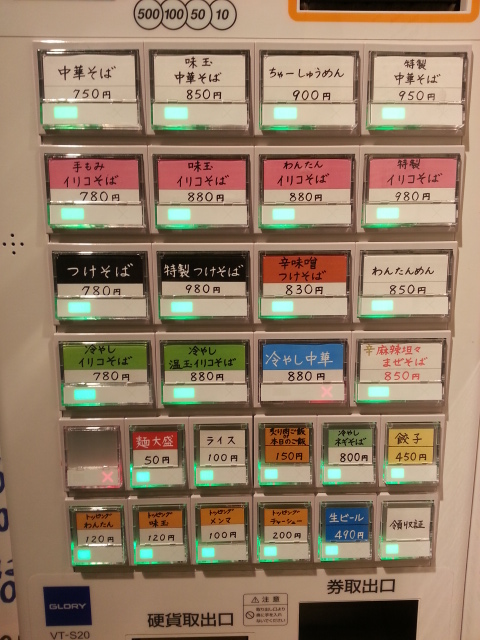 500 100 50 10
中華そば
750円
味玉
中華そば
850円
ちゃーしゅうめん
900円
特製
中華そば
950円
手もみ
イリコそば
780円
味玉
イリコそば
880円
わんたん
イリコそば
880円
特製
イリコそば
980円
つけそば
780円
特製つけそば
980円
辛味噌
つけそば
830円
わんたんめん
850円
冷やし
イリコそば
780円
冷やし
温玉イリコそば
880円
冷やし中華
880円
辛麻辣坦々
まぜそば
850円
麺大盛
50円
ライス
100円
炙り肉ご飯
本日のご飯
150円
冷やし
ネギそば
800円
餃子
450円
トッピング
わんたん
120円
トッピング
味玉
120円
トッピング
メンマ
100円
トッピング
チャーシュー
200円
生ビール
490円
領収証
GLORY
VT-S20
硬貨取出口
注意
券取出口